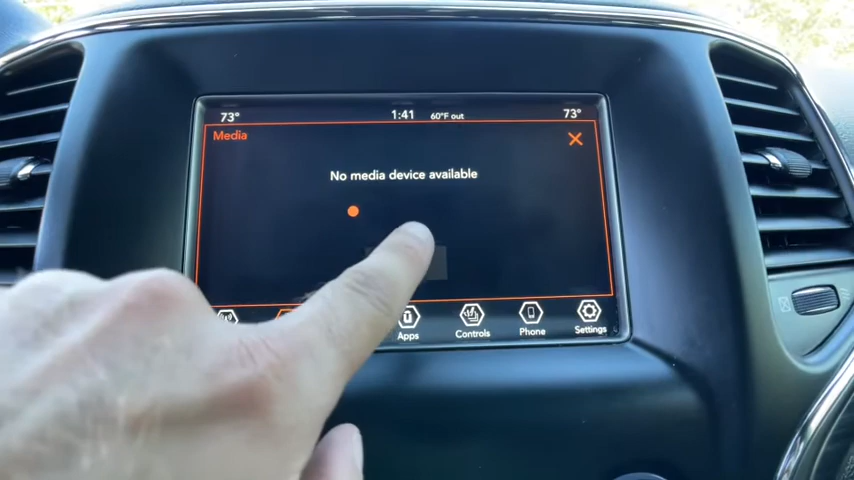 73° 1:41 60°F out 73°
Media
No media device available
Apps Controls Phone Settings